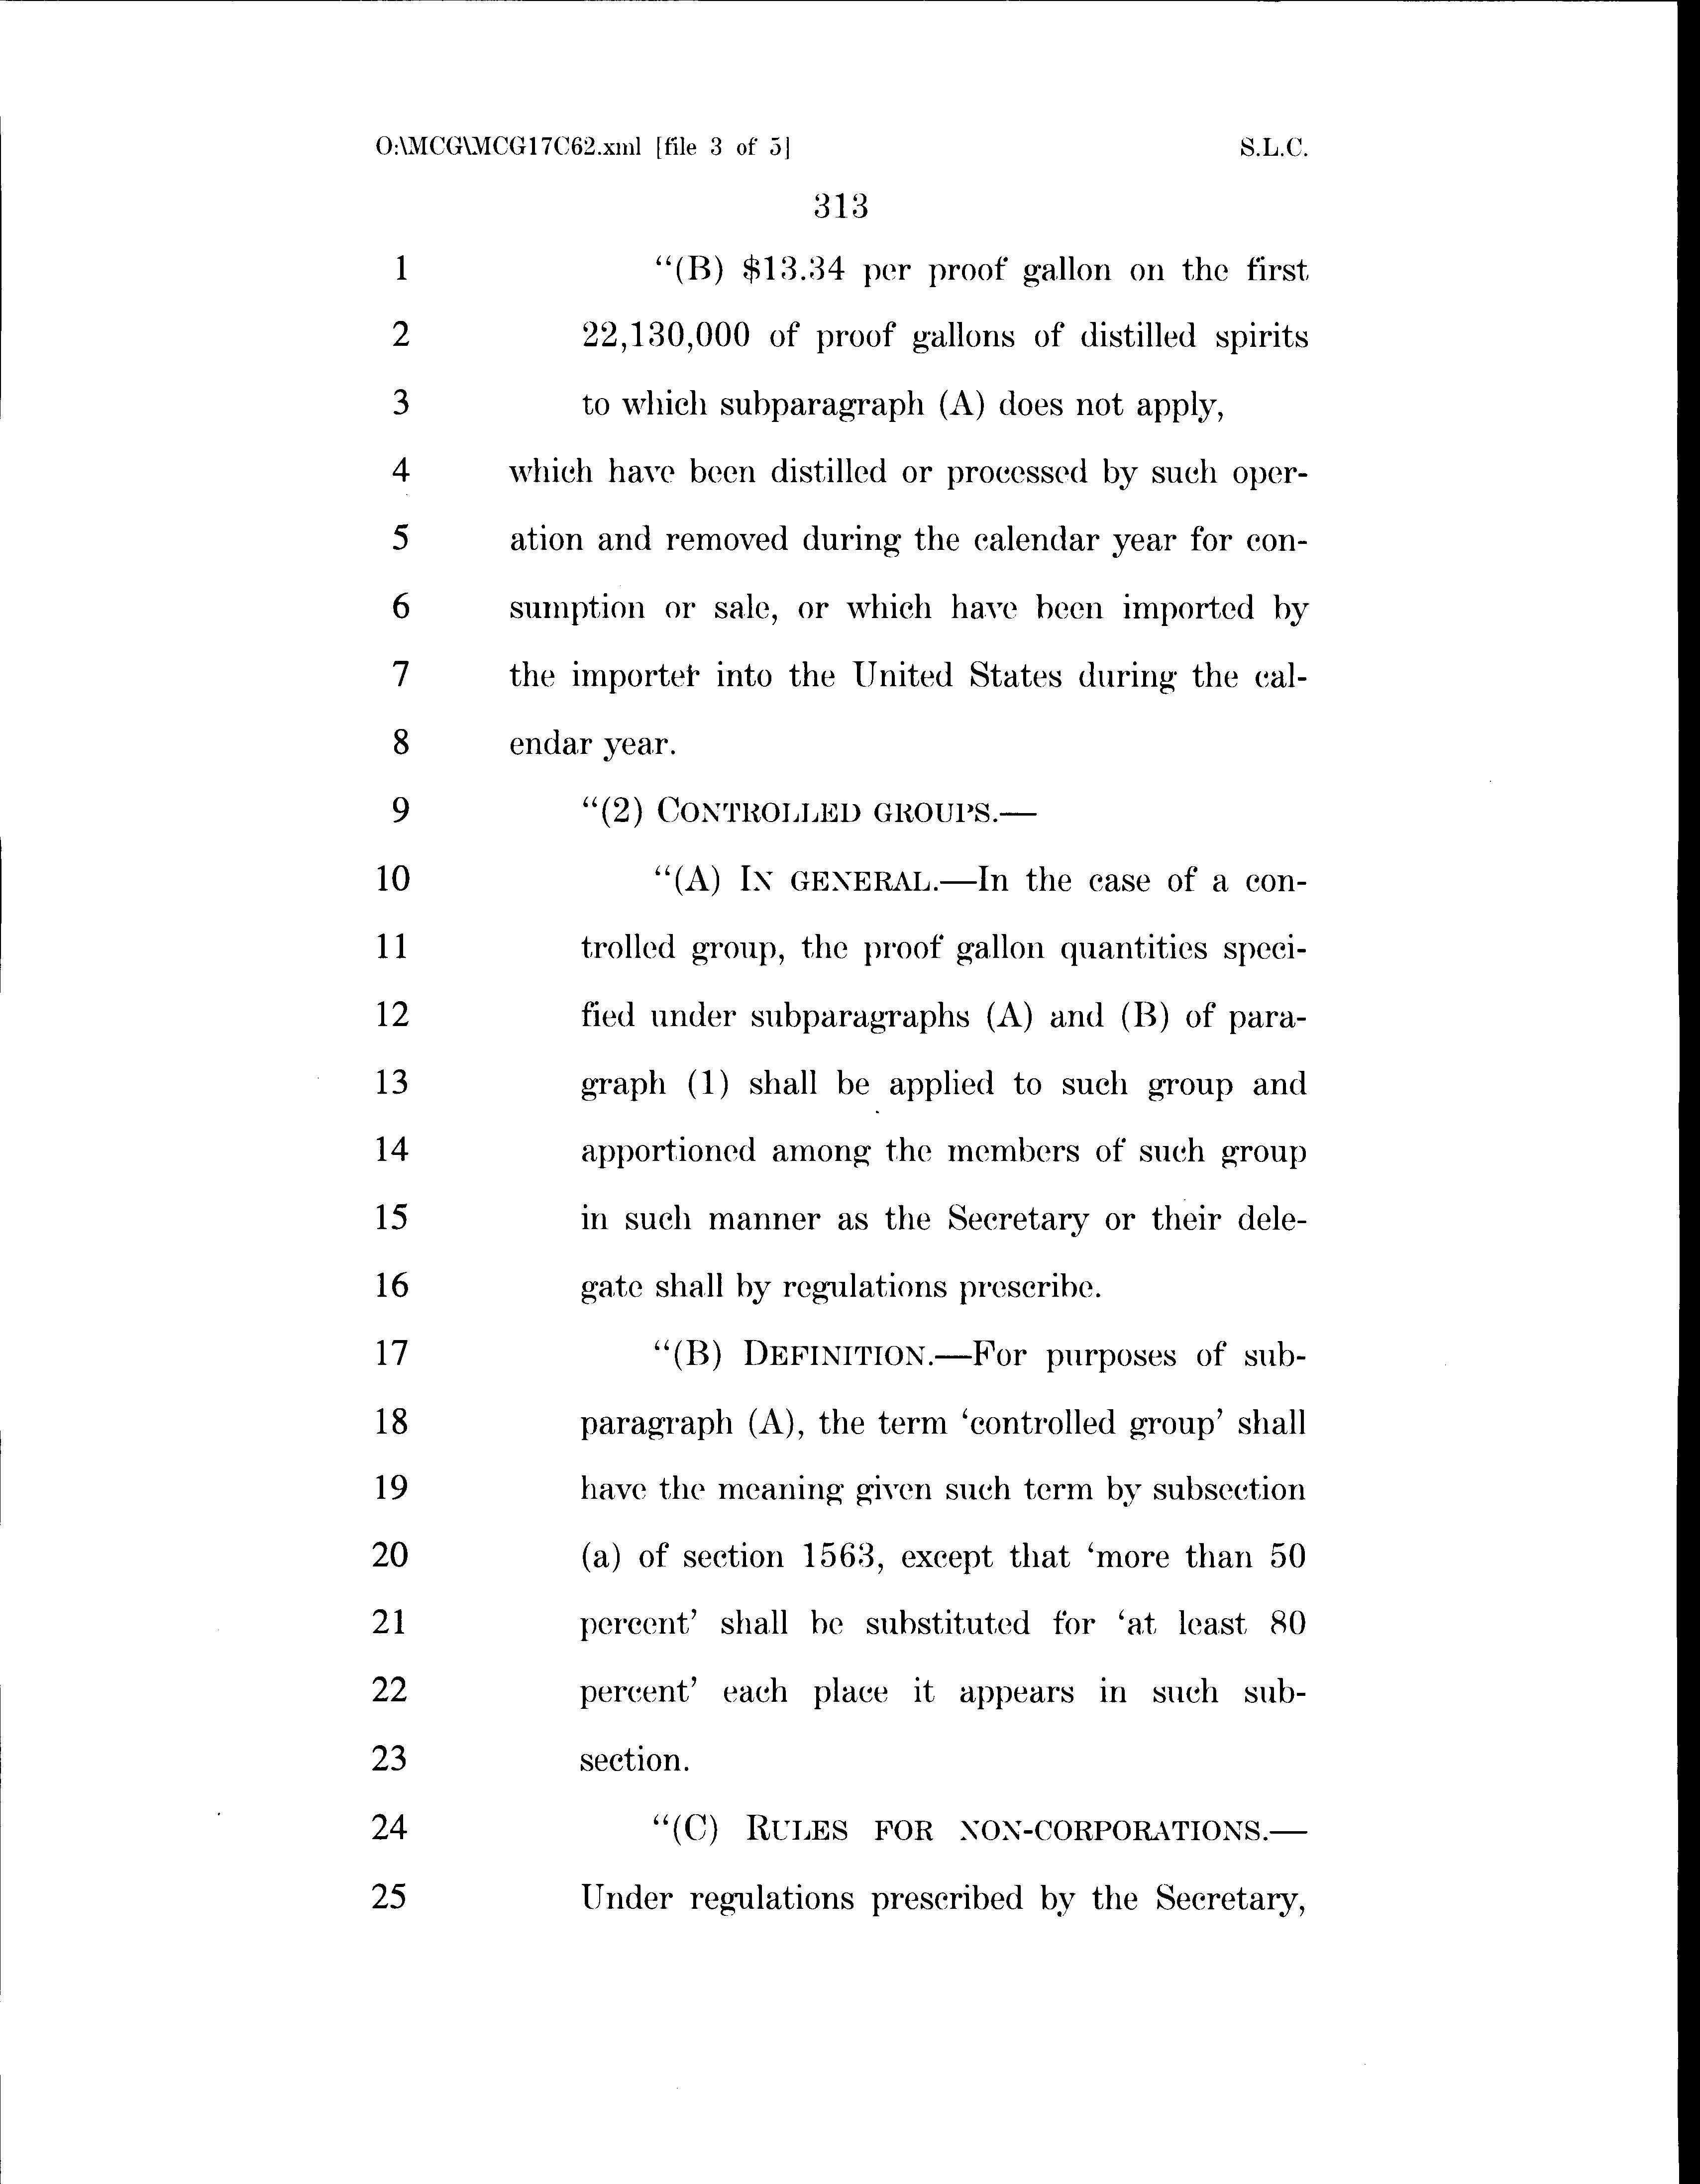 O:\MCG\MCG17C62.xml [file 3 of 5] S.L.C.
313
1 “(B) $13.34 per proof gallon on the first
2 22,130,000 of proof gallons of distilled spirits
3 to which subparagraph (A) does not apply,
4 which have been distilled or processed by such oper-
5 ation and removed during the calendar year for con-
6 sumption or sale, or which have been imported by
7 the importer into the United States during the cal-
8 endar year.
9 “(2) CONTROLLED GROUPS.—
10 “(A) IN GENERAL.—In the case of a con-
11 trolled group, the proof gallon quantities speci-
12 fied under subparagraphs (A) and (B) of para-
13 graph (1) shall be applied to such group and
14 apportioned among the members of such group
15 in such manner as the Secretary or their dele-
16 gate shall by regulations prescribe.
17 “(B) DEFINITION.—For purposes of sub-
18 paragraph (A), the term ‘controlled group’ shall
19 have the meaning given such term by subsection
20 (a) of section 1563, except that ‘more than 50
21 percent’ shall be substituted for ‘at least 80
22 percent’ each place it appears in such sub-
23 section.
24 “(C) RULES FOR NON-CORPORATIONS.—
25 Under regulations prescribed by the Secretary,